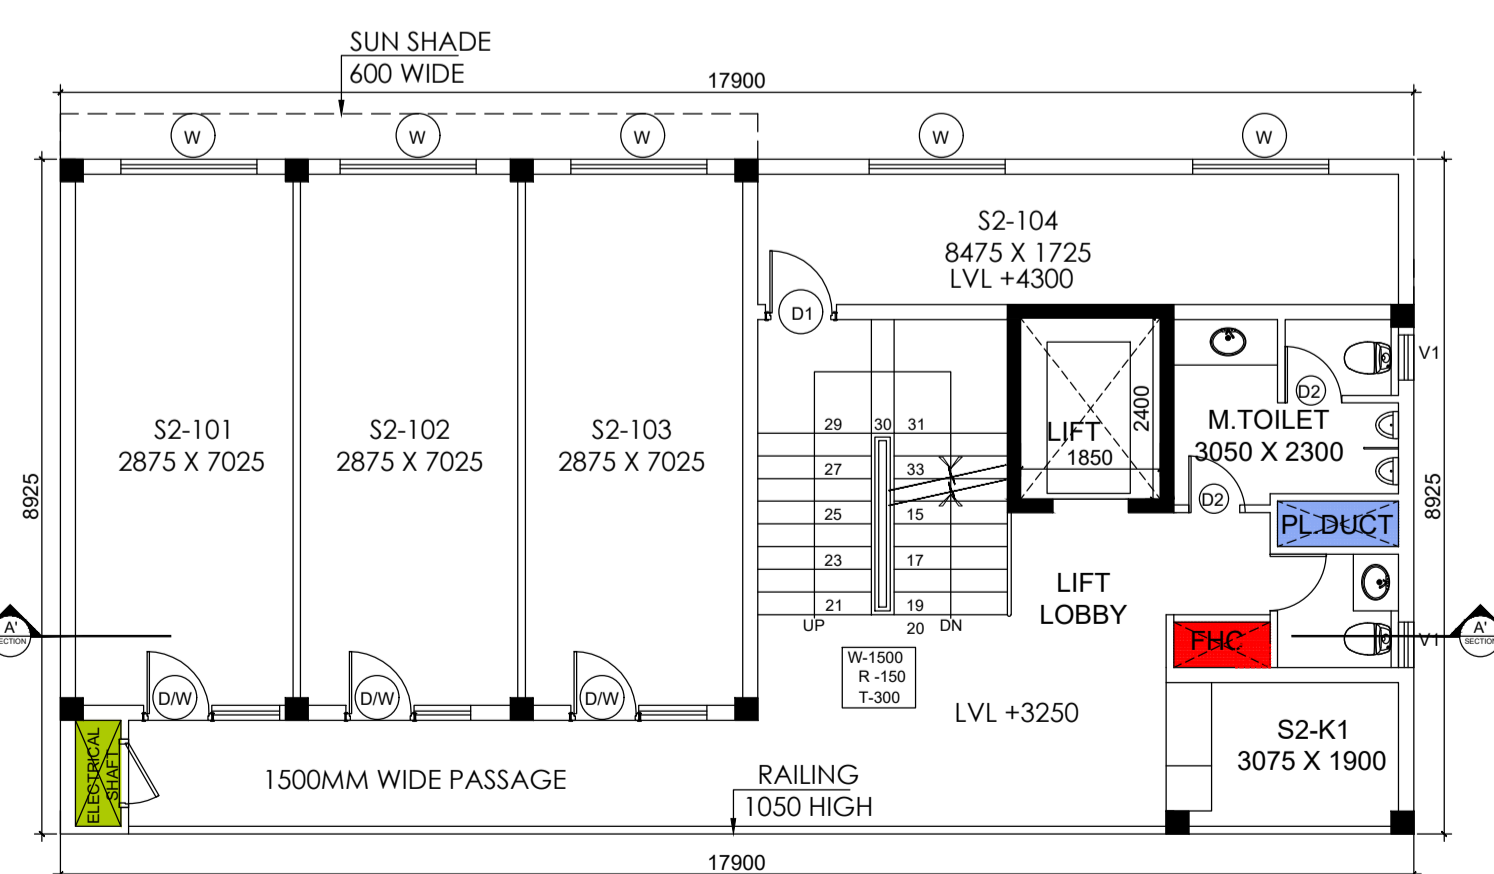 SUN SHADE
600 WIDE
17900
W
W
W
W
W
S2-104
8475 X 1725
LVL +4300
D1
V1
2400
D2
M.TOILET
3050 X 2300
LIFT
1850
S2-101
2875 X 7025
S2-102
2875 X 7025
S2-103
2875 X 7025
29
30
31
27
33
25
15
23
17
21
19
UP
20
DN
8925
8925
D2
PL.DUCT
LIFT
LOBBY
FHC
V1
A'
SECTION
A'
SECTION
W-1500
R -150
T-300
D/W
D/W
D/W
LVL +3250
S2-K1
3075 X 1900
ELECTRICAL
SHAFT
1500MM WIDE PASSAGE
RAILING
1050 HIGH
17900